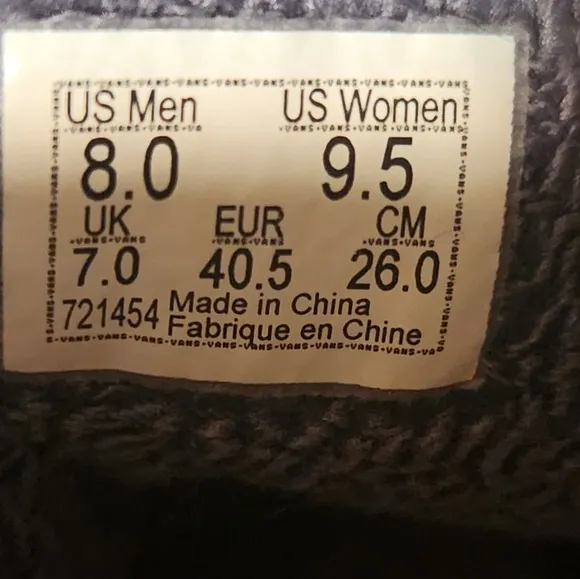 US Men US Women
8.0 9.5
UK EUR CM
7.0 40.5 26.0
721454 Made in China
Fabrique en Chine
VANS